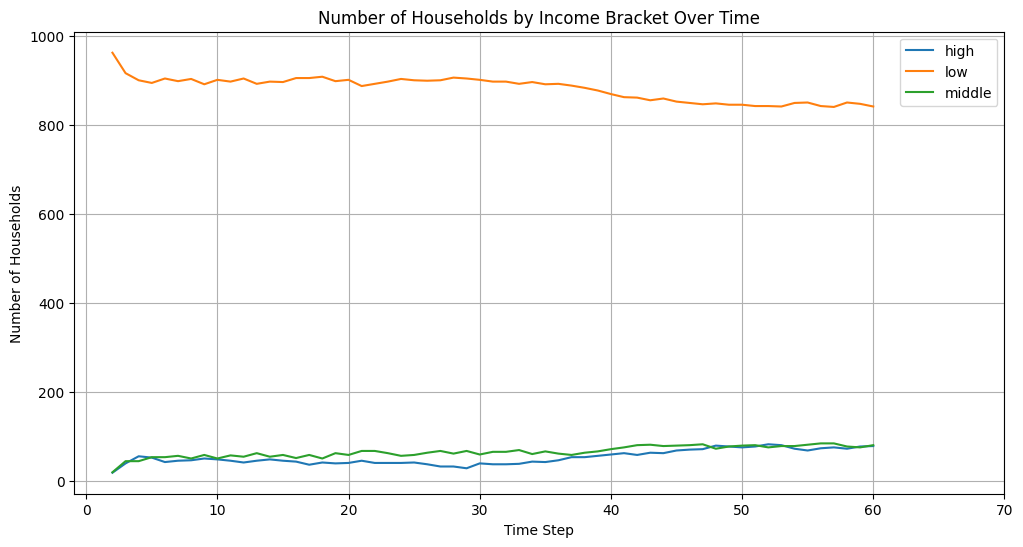 Number of Households by Income Bracket Over Time
high
low
middle
Number of Households
1000
800
600
400
200
0
0 10 20 30 40 50 60 70
Time Step